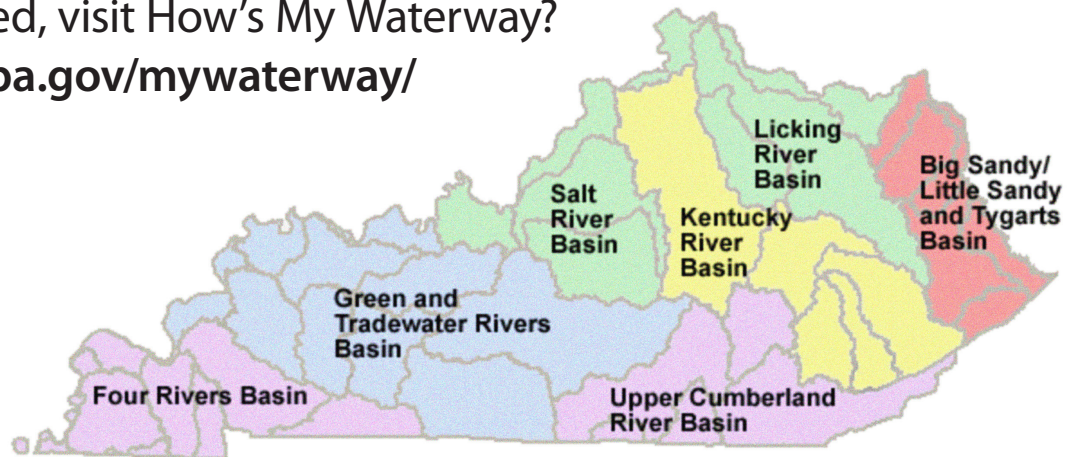 ed, visit How's My Waterway?
pa.gov/mywaterway/
Licking
River
Basin
Big Sandy/
Little Sandy
and Tygarts
Basin
Salt
River
Basin
Kentucky
River
Basin
Green and
Tradewater Rivers
Basin
Four Rivers Basin
Upper Cumberland
River Basin